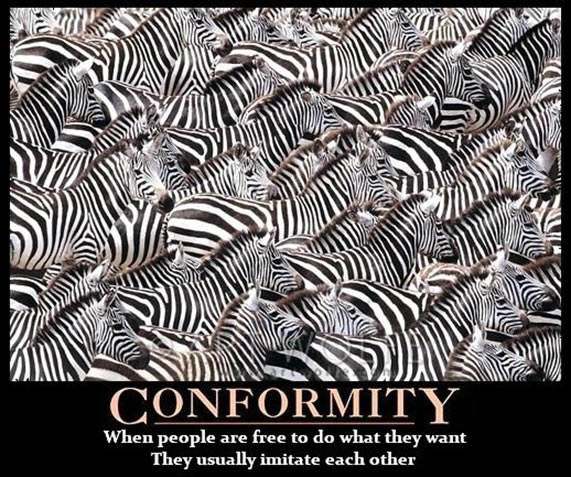 CONFORMITY
When people are free to do what they want
They usually imitate each other